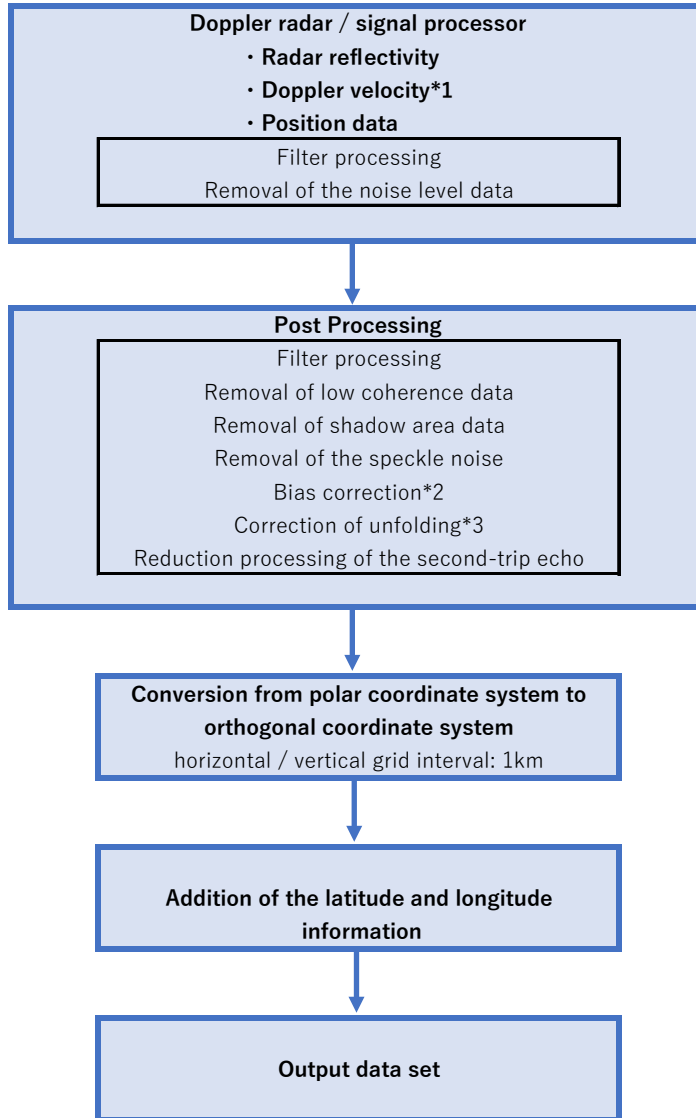 Doppler radar / signal processor
・Radar reflectivity
・Doppler velocity*1
・Position data
Filter processing
Removal of the noise level data
Post Processing
Filter processing
Removal of low coherence data
Removal of shadow area data
Removal of the speckle noise
Bias correction*2
Correction of unfolding*3
Reduction processing of the second-trip echo
Conversion from polar coordinate system to
orthogonal coordinate system
horizontal / vertical grid interval: 1km
Addition of the latitude and longitude
information
Output data set